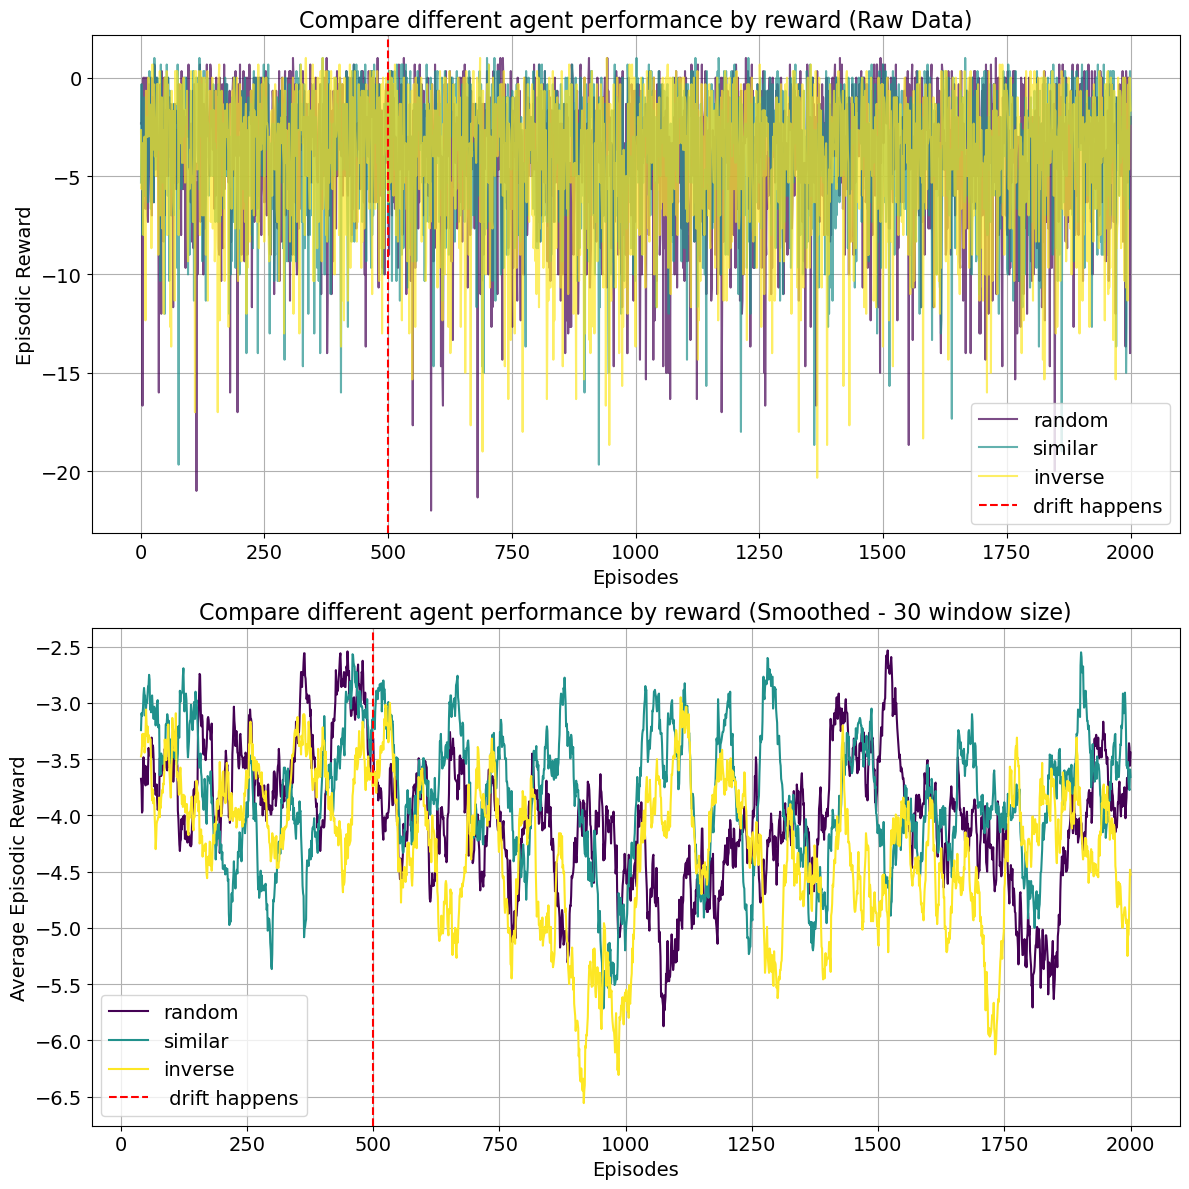 Compare different agent performance by reward (Raw Data)
0
−5
−10
−15
−20
Episodic Reward
random
similar
inverse
drift happens
0 250 500 750 1000 1250 1500 1750 2000
Episodes
Compare different agent performance by reward (Smoothed - 30 window size)
−2.5
−3.0
−3.5
−4.0
−4.5
−5.0
−5.5
−6.0
−6.5
Average Episodic Reward
random
similar
inverse
drift happens
0 250 500 750 1000 1250 1500 1750 2000
Episodes